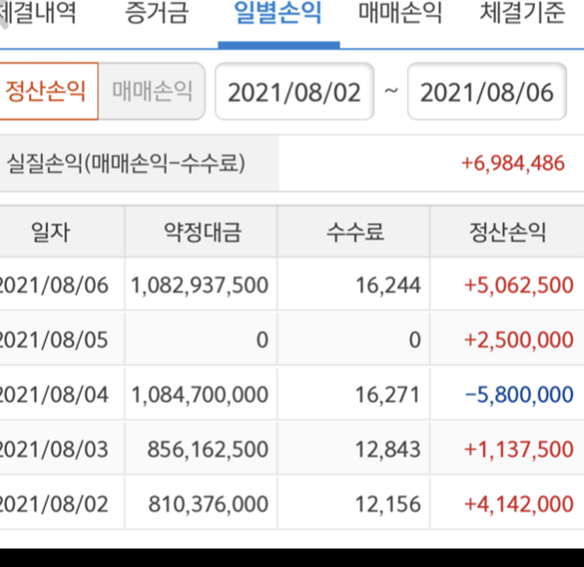 체결내역 증거금 일별손익 매매손익 체결기준
정산손익 매매손익 2021/08/02 ~ 2021/08/06
실질손익(매매손익-수수료) +6,984,486
일자 약정대금 수수료 정산손익
2021/08/06 1,082,937,500 16,244 +5,062,500
2021/08/05 0 0 +2,500,000
2021/08/04 1,084,700,000 16,271 -5,800,000
2021/08/03 856,162,500 12,843 +1,137,500
2021/08/02 810,376,000 12,156 +4,142,000